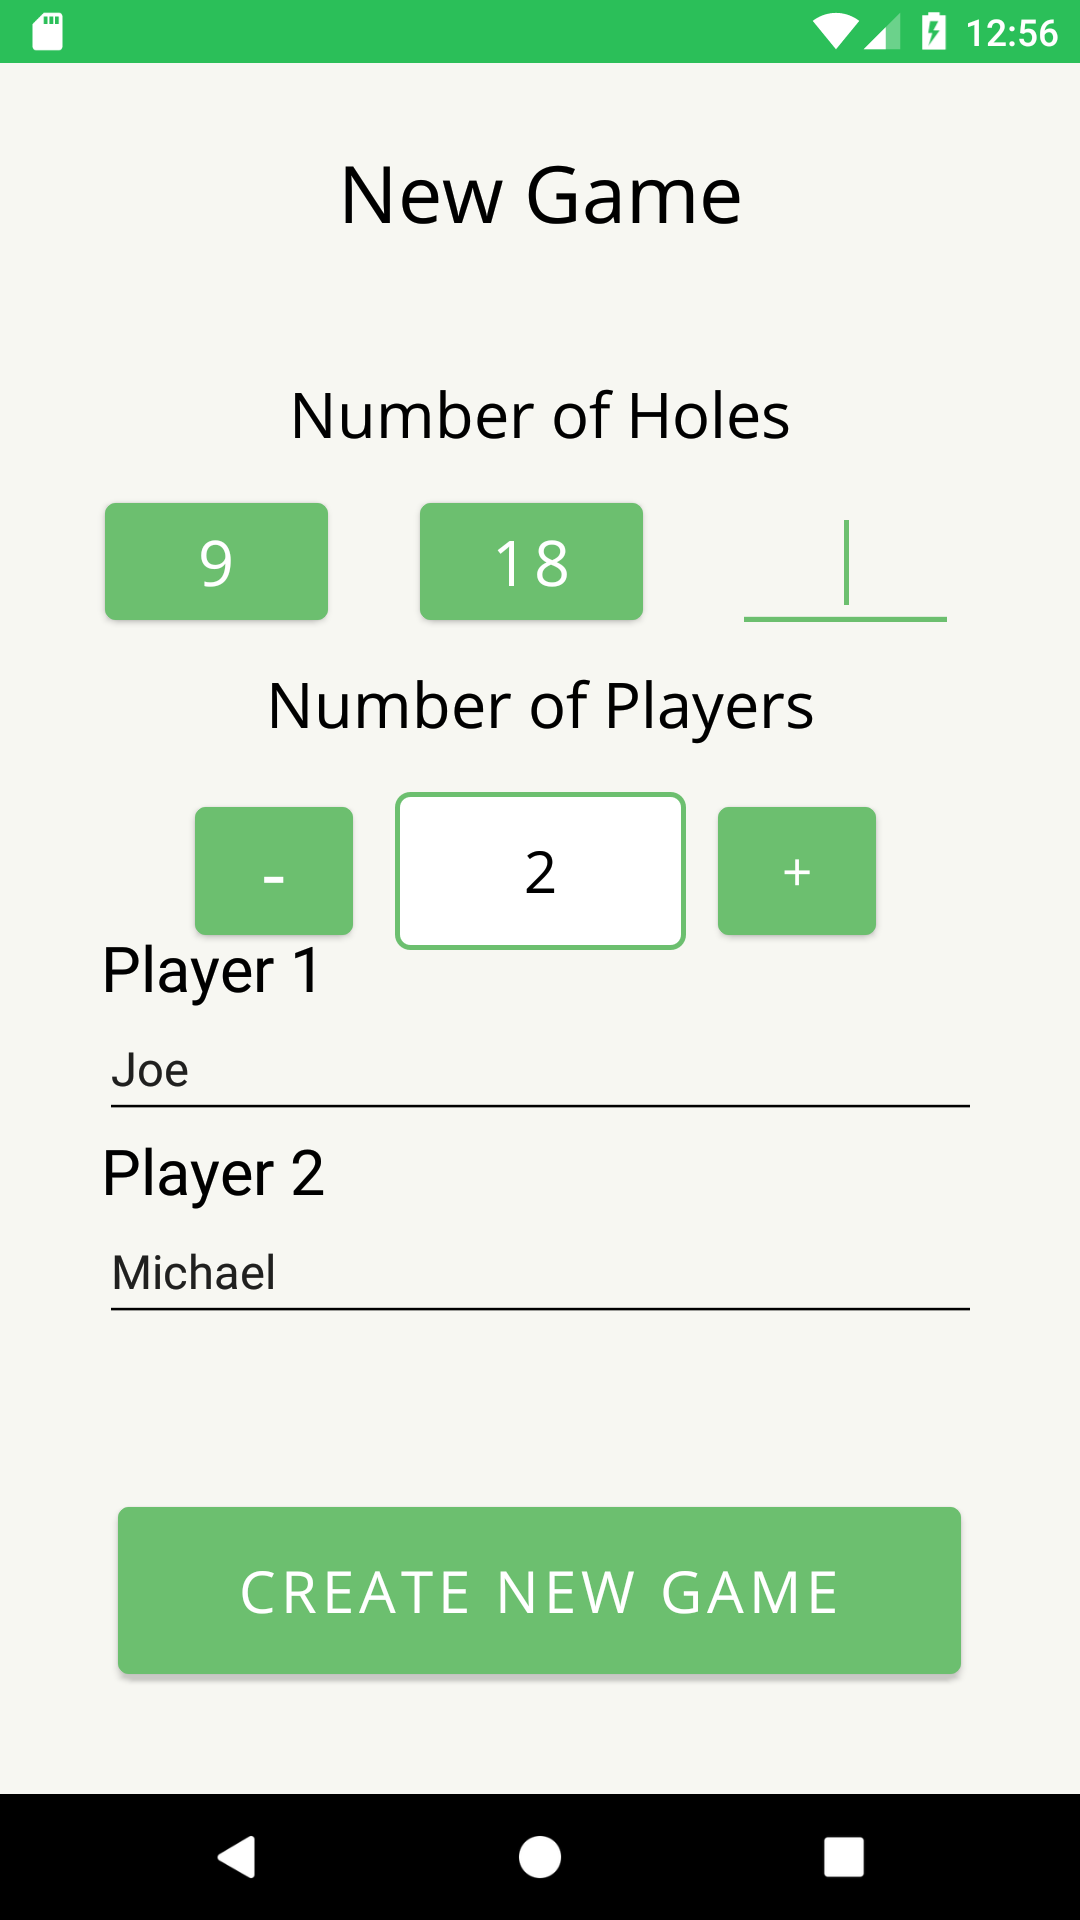 12:56
New Game
Number of Holes
9 18
Number of Players
- 2 +
Player 1
Joe
Player 2
Michael
CREATE NEW GAME